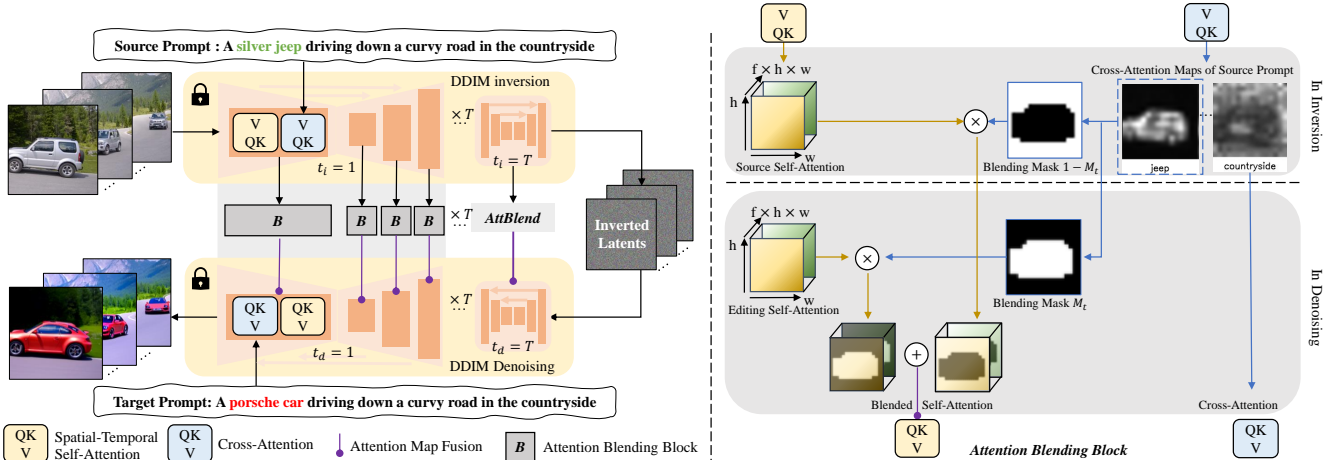 Source Prompt : A silver jeep driving down a curvy road in the countryside
DDIM inversion
V
QK
V
QK
× T
...
t_i = 1
t_i = T
B
B
B
B
× T
...
AttBlend
Inverted
Latents
QK
V
QK
V
× T
...
t_d = 1
t_d = T
DDIM Denoising
Target Prompt: A porsche car driving down a curvy road in the countryside
QK
V
Spatial-Temporal
Self-Attention
QK
V
Cross-Attention
Attention Map Fusion
B
Attention Blending Block
V
QK
V
QK
f × h × w
h
w
Source Self-Attention
×
Blending Mask 1 − M_t
Cross-Attention Maps of Source Prompt
jeep
countryside
In Inversion
f × h × w
h
w
Editing Self-Attention
×
Blending Mask M_t
+
Blended Self-Attention
QK
V
Cross-Attention
QK
V
In Denoising
Attention Blending Block